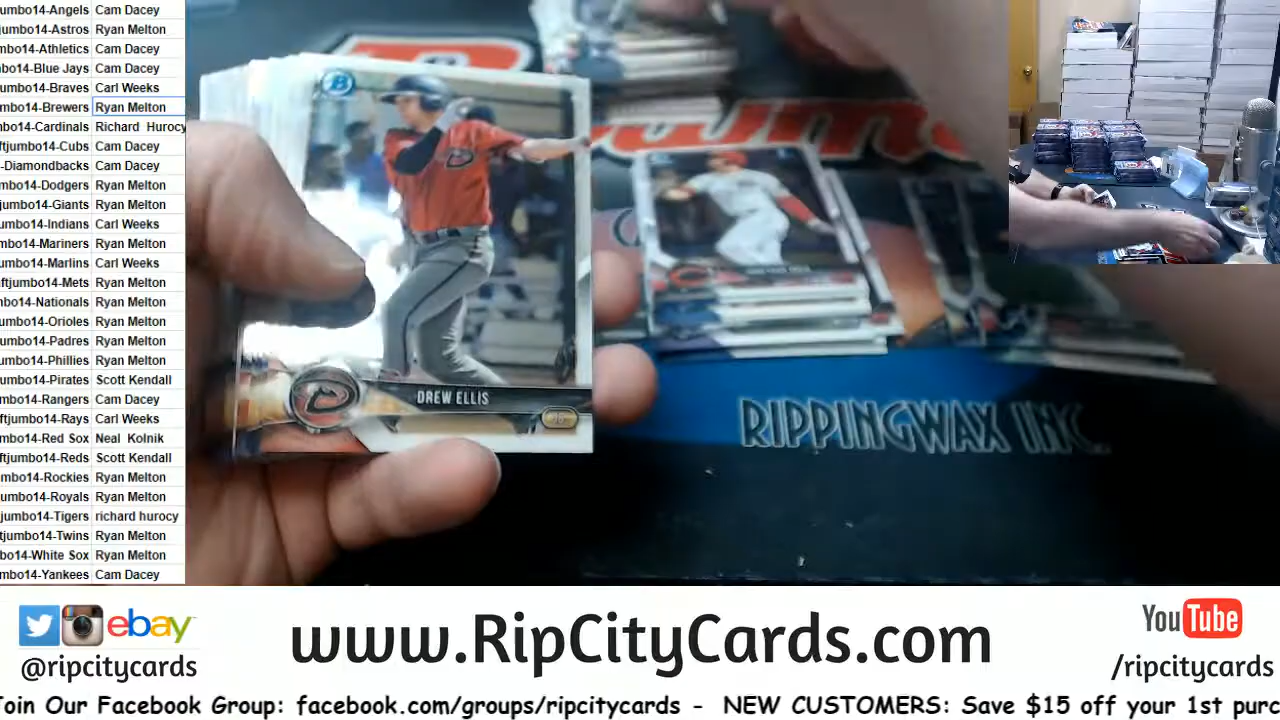 umbo14-Angels Cam Dacey
jumbo14-Astros Ryan Melton
mbo14-Athletics Cam Dacey
bo14-Blue Jays Cam Dacey
umbo14-Braves Carl Weeks
mbo14-Brewers Ryan Melton
nbo14-Cardinals Richard Hurocy
ftjumbo14-Cubs Cam Dacey
-Diamondbacks Cam Dacey
mbo14-Dodgers Ryan Melton
jumbo14-Giants Ryan Melton
umbo14-Indians Carl Weeks
mbo14-Mariners Ryan Melton
umbo14-Marlins Carl Weeks
ftjumbo14-Mets Ryan Melton
nbo14-Nationals Ryan Melton
umbo14-Orioles Ryan Melton
umbo14-Padres Ryan Melton
mbo14-Phillies Ryan Melton
umbo14-Pirates Scott Kendall
mbo14-Rangers Cam Dacey
ftjumbo14-Rays Carl Weeks
mbo14-Red Sox Neal Kolnik
ftjumbo14-Reds Scott Kendall
mbo14-Rockies Ryan Melton
umbo14-Royals Ryan Melton
jumbo14-Tigers richard hurocy
tjumbo14-Twins Ryan Melton
bo14-White Sox Ryan Melton
mbo14-Yankees Cam Dacey
B
DREW ELLIS
RIPPINGWAX INC.
ebay
@ripcitycards
www.RipCityCards.com
YouTube
/ripcitycards
Join Our Facebook Group: facebook.com/groups/ripcitycards - NEW CUSTOMERS: Save $15 off your 1st purc